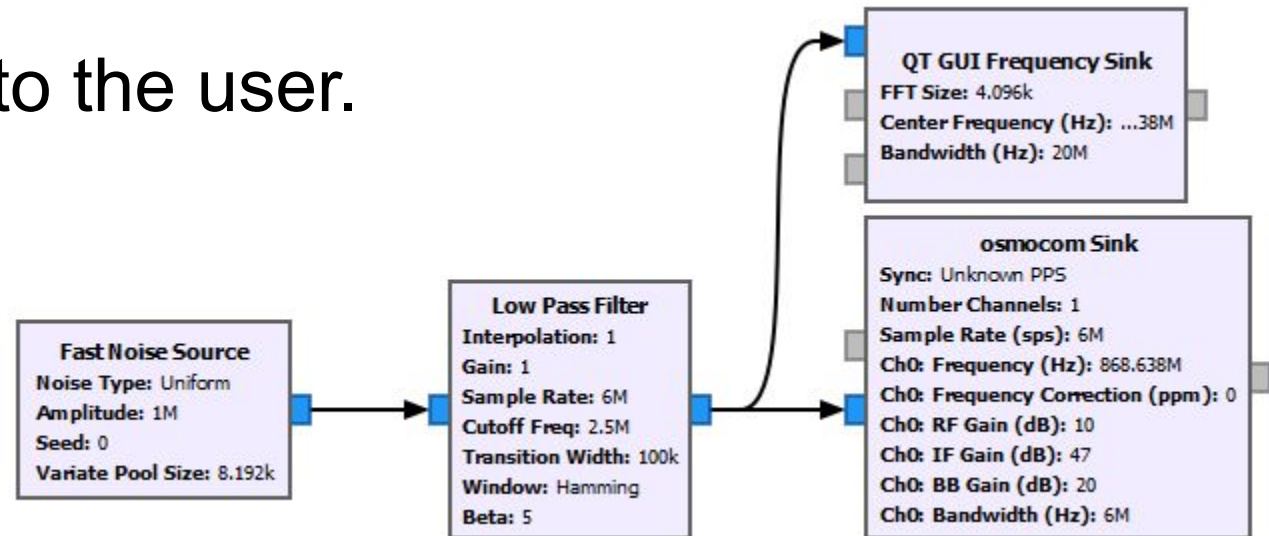 to the user.
QT GUI Frequency Sink
FFT Size: 4.096k
Center Frequency (Hz): ...38M
Bandwidth (Hz): 20M
osmocom Sink
Sync: Unknown PPS
Number Channels: 1
Sample Rate (sps): 6M
Ch0: Frequency (Hz): 868.638M
Ch0: Frequency Correction (ppm): 0
Ch0: RF Gain (dB): 10
Ch0: IF Gain (dB): 47
Ch0: BB Gain (dB): 20
Ch0: Bandwidth (Hz): 6M
Low Pass Filter
Interpolation: 1
Gain: 1
Sample Rate: 6M
Cutoff Freq: 2.5M
Transition Width: 100k
Window: Hamming
Beta: 5
Fast Noise Source
Noise Type: Uniform
Amplitude: 1M
Seed: 0
Variate Pool Size: 8.192k